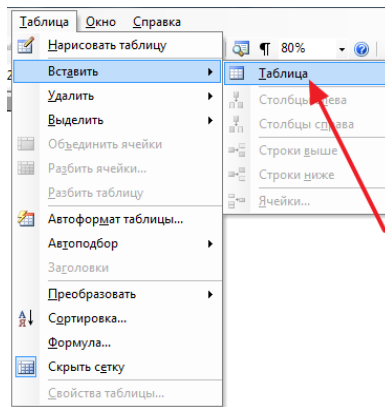 Таблица Окно Справка
Нарисовать таблицу
80%
Вставить
Таблица
Удалить
Столбцы слева
Выделить
Столбцы справа
Объединить ячейки
Строки выше
Разбить ячейки...
Строки ниже
Разбить таблицу
Ячейки...
Автоформат таблицы...
Автоподбор
Заголовки
Преобразовать
Сортировка...
Формула...
Скрыть сетку
Свойства таблицы...